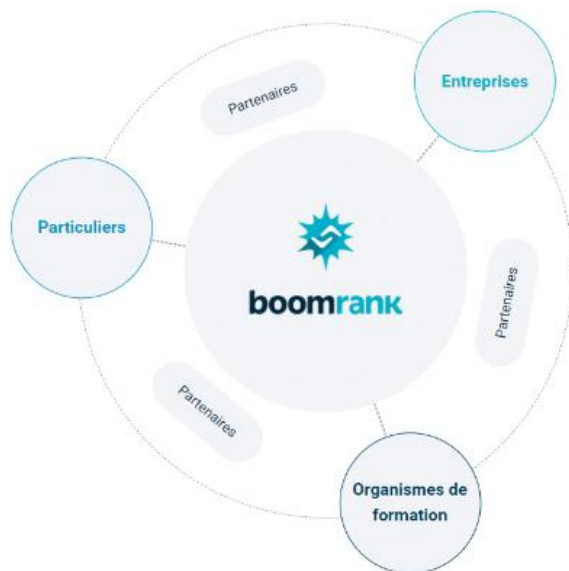 Entreprises
Partenaires
Particuliers
boomrank
Partenaires
Partenaires
Organismes de
formation